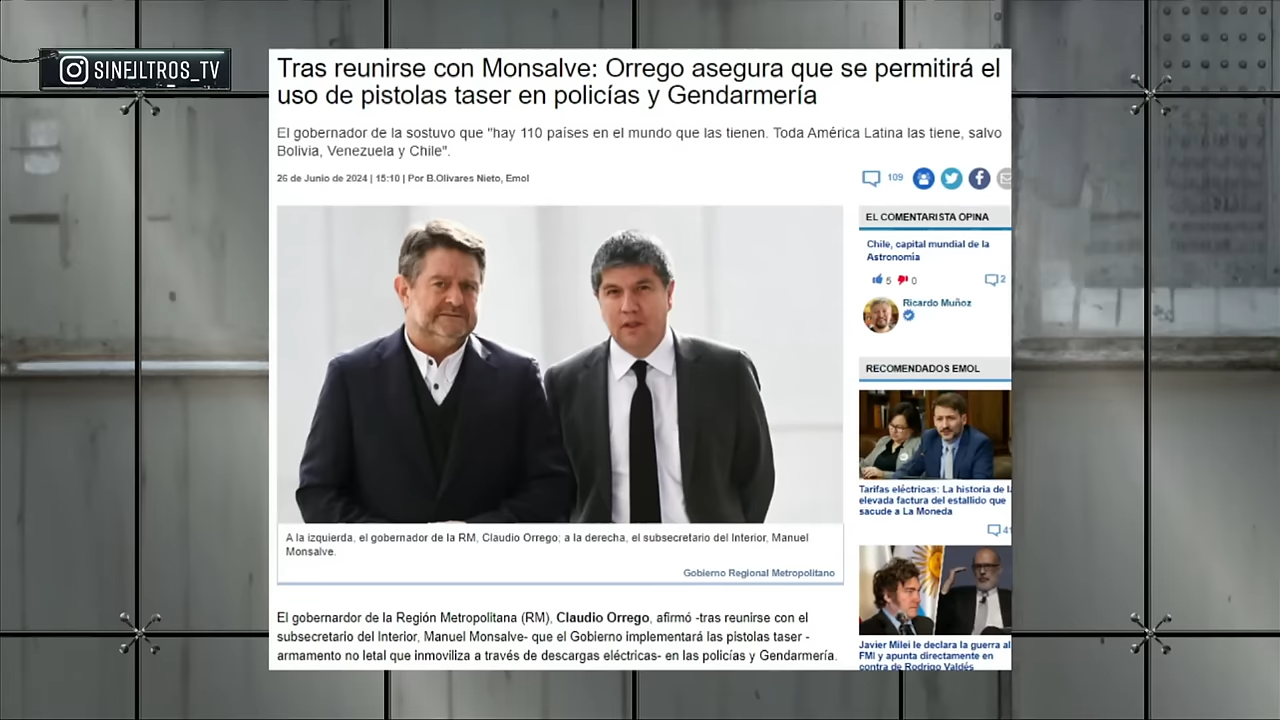 SINFILTROS_TV
Tras reunirse con Monsalve: Orrego asegura que se permitirá el
uso de pistolas taser en policías y Gendarmería
El gobernador de la sostuvo que "hay 110 países en el mundo que las tienen. Toda América Latina las tiene, salvo
Bolivia, Venezuela y Chile".
26 de Junio de 2024 | 15:10 | Por B.Olivares Nieto, Emol
109
EL COMENTARISTA OPINA
Chile, capital mundial de la
Astronomía
5 0 2
Ricardo Muñoz
RECOMENDADOS EMOL
Tarifas eléctricas: La historia de la
elevada factura del estallido que
sacude a La Moneda
41
Javier Milei le declara la guerra al
FMI y apunta directamente en
contra de Rodrigo Valdés
A la izquierda, el gobernador de la RM, Claudio Orrego; a la derecha, el subsecretario del Interior, Manuel
Monsalve.
Gobierno Regional Metropolitano
El gobernardor de la Región Metropolitana (RM), Claudio Orrego, afirmó -tras reunirse con el
subsecretario del Interior, Manuel Monsalve- que el Gobierno implementará las pistolas taser -
armamento no letal que inmoviliza a través de descargas eléctricas- en las policías y Gendarmería.